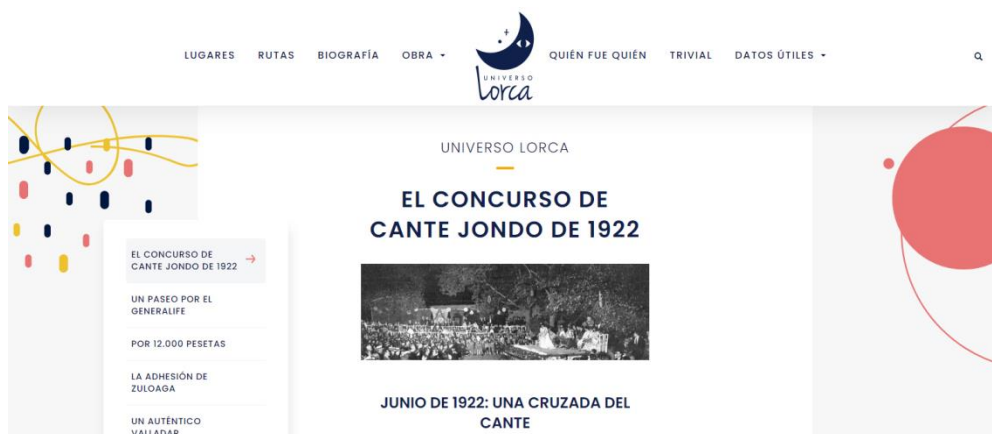 LUGARES RUTAS BIOGRAFÍA OBRA QUIÉN FUE QUIÉN TRIVIAL DATOS ÚTILES
UNIVERSO
Lorca
UNIVERSO LORCA
EL CONCURSO DE
CANTE JONDO DE 1922
EL CONCURSO DE
CANTE JONDO DE 1922
UN PASEO POR EL
GENERALIFE
POR 12.000 PESETAS
LA ADHESIÓN DE
ZULOAGA
UN AUTÉNTICO
VALLADAR
JUNIO DE 1922: UNA CRUZADA DEL
CANTE